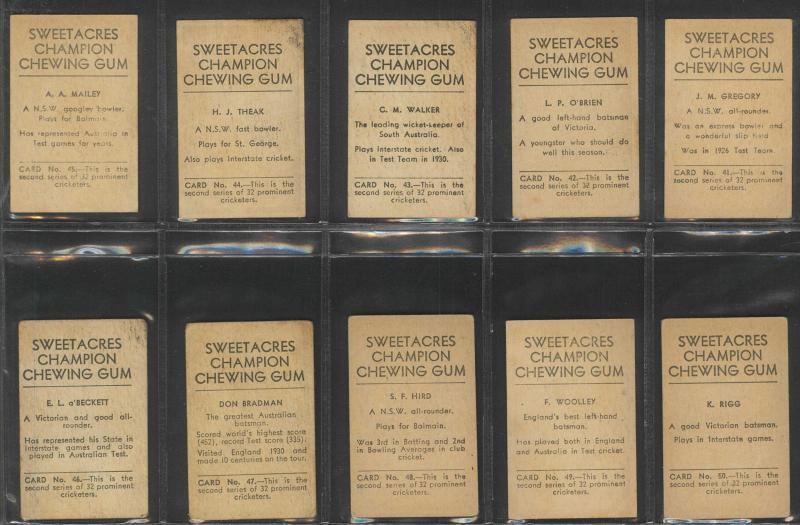 SWEETACRES
CHAMPION
CHEWING GUM
A. A. MAILEY
A N.S.W. googley bowler.
Plays for Balmain.
Has represented Australia in
Test games for years.
CARD No. 45.—This is the
second series of 32 prominent
cricketers.
SWEETACRES
CHAMPION
CHEWING GUM
H. J. THEAK
A N.S.W. fast bowler.
Plays for St. George.
Also plays Interstate cricket.
CARD No. 44.—This is the
second series of 32 prominent
cricketers.
SWEETACRES
CHAMPION
CHEWING GUM
C. M. WALKER
The leading wicket-keeper of
South Australia.
Plays Interstate cricket. Also
in Test Team in 1930.
CARD No. 43.—This is the
second series of 32 prominent
cricketers.
SWEETACRES
CHAMPION
CHEWING GUM
L. P. O'BRIEN
A good left-hand batsman
of Victoria.
A youngster who should do
well this season.
CARD No. 42.—This is the
second series of 32 prominent
cricketers.
SWEETACRES
CHAMPION
CHEWING GUM
J. M. GREGORY
A N.S.W. all-rounder.
Was an express bowler and
a wonderful slip field
Was in 1926 Test Team.
CARD No. 41.—This is the
second series of 32 prominent
cricketers.
SWEETACRES
CHAMPION
CHEWING GUM
E. L. a'BECKETT
A Victorian and good all-
rounder.
Has represented his State in
Interstate games and also
played in Australian Test.
CARD No. 46.—This is the
second series of 32 prominent
cricketers.
SWEETACRES
CHAMPION
CHEWING GUM
DON BRADMAN
The greatest Australian
batsman.
Scored world's highest score
(452), record Test score (335).
Visited England 1930 and
made 10 centuries on the tour.
CARD No. 47.—This is the
second series of 32 prominent
cricketers.
SWEETACRES
CHAMPION
CHEWING GUM
S. F. HIRD
A N.S.W. all-rounder.
Plays for Balmain.
Was 3rd in Batting and 2nd
in Bowling Averages in club
cricket.
CARD No. 48.—This is the
second series of 32 prominent
cricketers.
SWEETACRES
CHAMPION
CHEWING GUM
F. WOOLLEY
England's best left-hand
batsman.
Has played both in England
and Australia in Test cricket.
CARD No. 49.—This is the
second series of 32 prominent
cricketers.
SWEETACRES
CHAMPION
CHEWING GUM
K. RIGG
A good Victorian batsman.
Plays in Interstate games.
CARD No. 50.—This is the
second series of 32 prominent
cricketers.